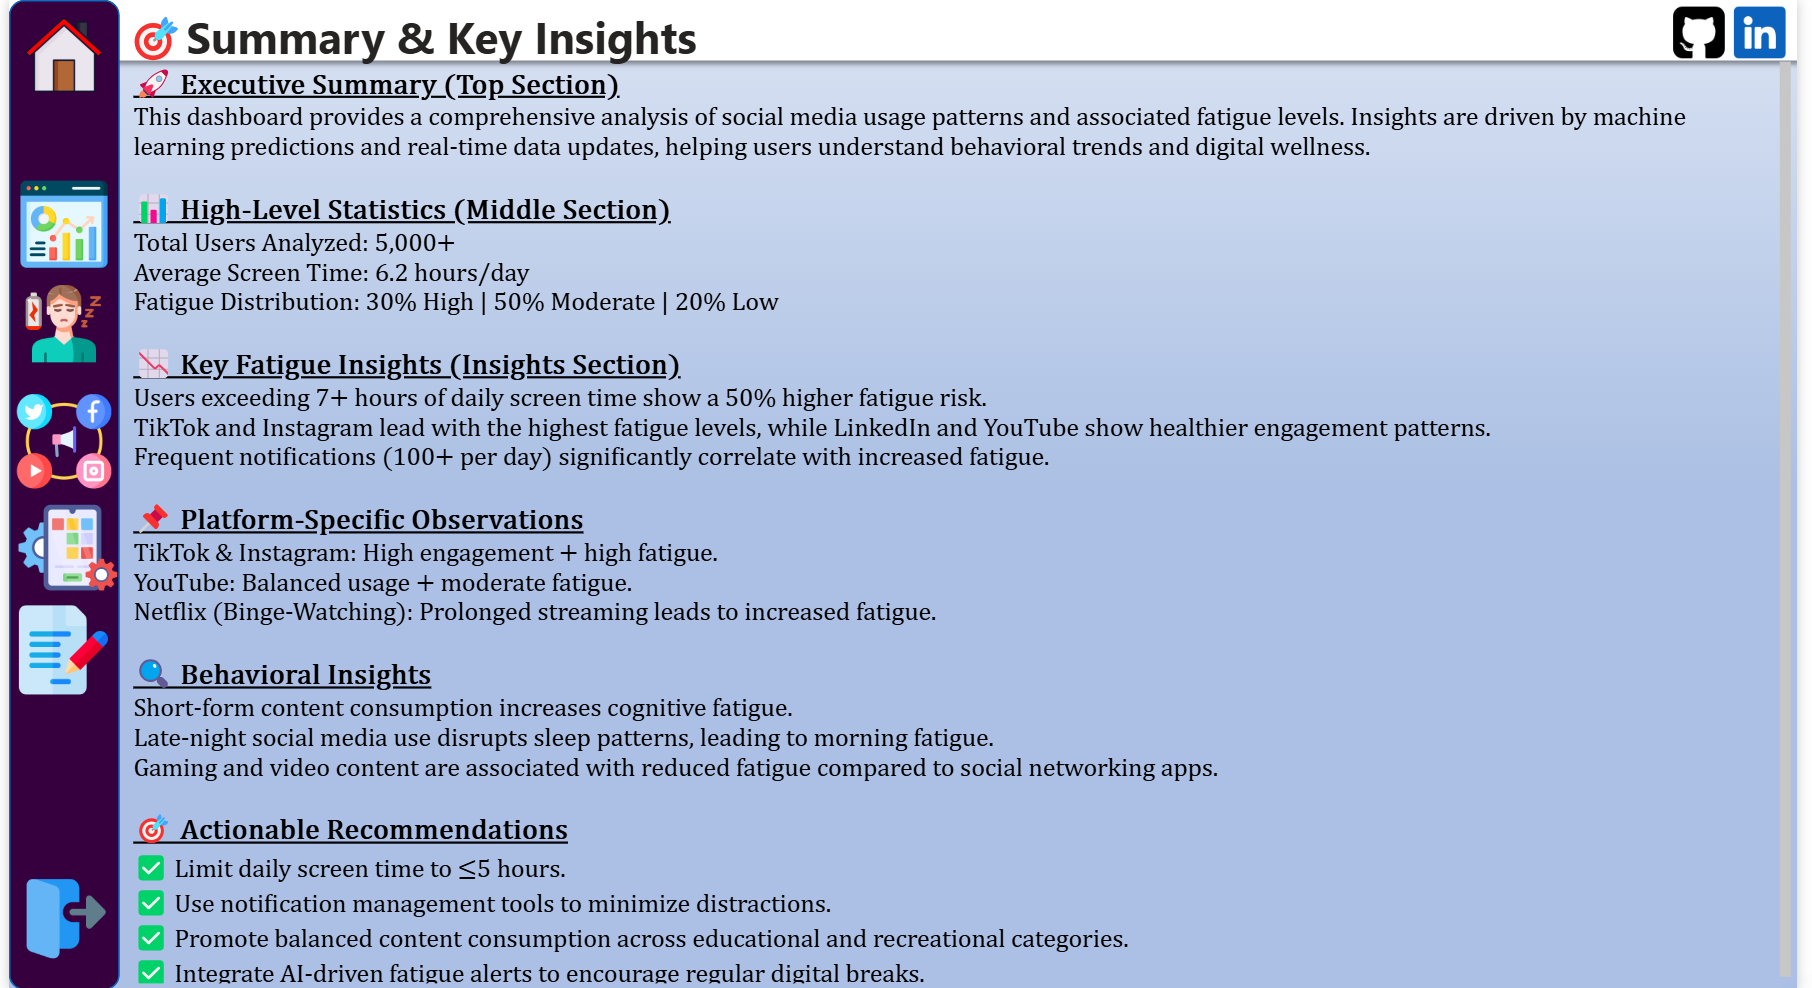 Summary & Key Insights
in
Executive Summary (Top Section)
This dashboard provides a comprehensive analysis of social media usage patterns and associated fatigue levels. Insights are driven by machine
learning predictions and real-time data updates, helping users understand behavioral trends and digital wellness.
High-Level Statistics (Middle Section)
Total Users Analyzed: 5,000+
Average Screen Time: 6.2 hours/day
Fatigue Distribution: 30% High | 50% Moderate | 20% Low
Key Fatigue Insights (Insights Section)
Users exceeding 7+ hours of daily screen time show a 50% higher fatigue risk.
TikTok and Instagram lead with the highest fatigue levels, while LinkedIn and YouTube show healthier engagement patterns.
Frequent notifications (100+ per day) significantly correlate with increased fatigue.
Platform-Specific Observations
TikTok & Instagram: High engagement + high fatigue.
YouTube: Balanced usage + moderate fatigue.
Netflix (Binge-Watching): Prolonged streaming leads to increased fatigue.
Behavioral Insights
Short-form content consumption increases cognitive fatigue.
Late-night social media use disrupts sleep patterns, leading to morning fatigue.
Gaming and video content are associated with reduced fatigue compared to social networking apps.
Actionable Recommendations
Limit daily screen time to ≤5 hours.
Use notification management tools to minimize distractions.
Promote balanced content consumption across educational and recreational categories.
Integrate AI-driven fatigue alerts to encourage regular digital breaks.